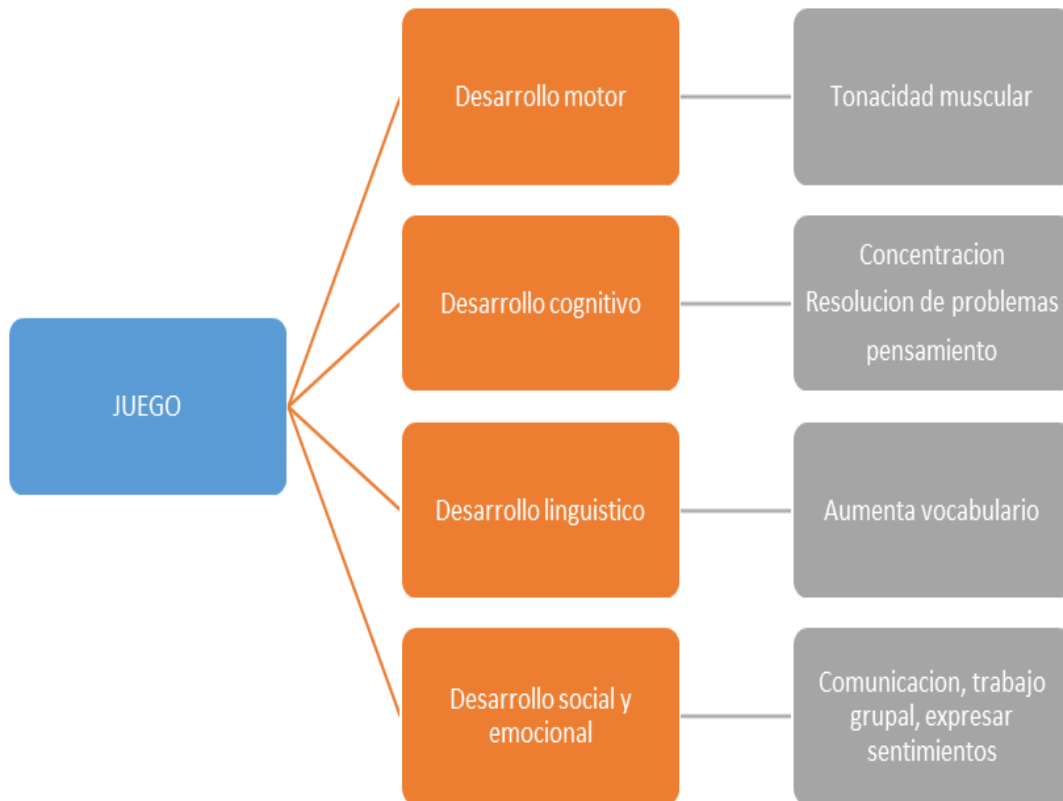 JUEGO
Desarrollo motor
Tonacidad muscular
Desarrollo cognitivo
Concentracion
Resolucion de problemas
pensamiento
Desarrollo linguistico
Aumenta vocabulario
Desarrollo social y
emocional
Comunicacion, trabajo
grupal, expresar
sentimientos